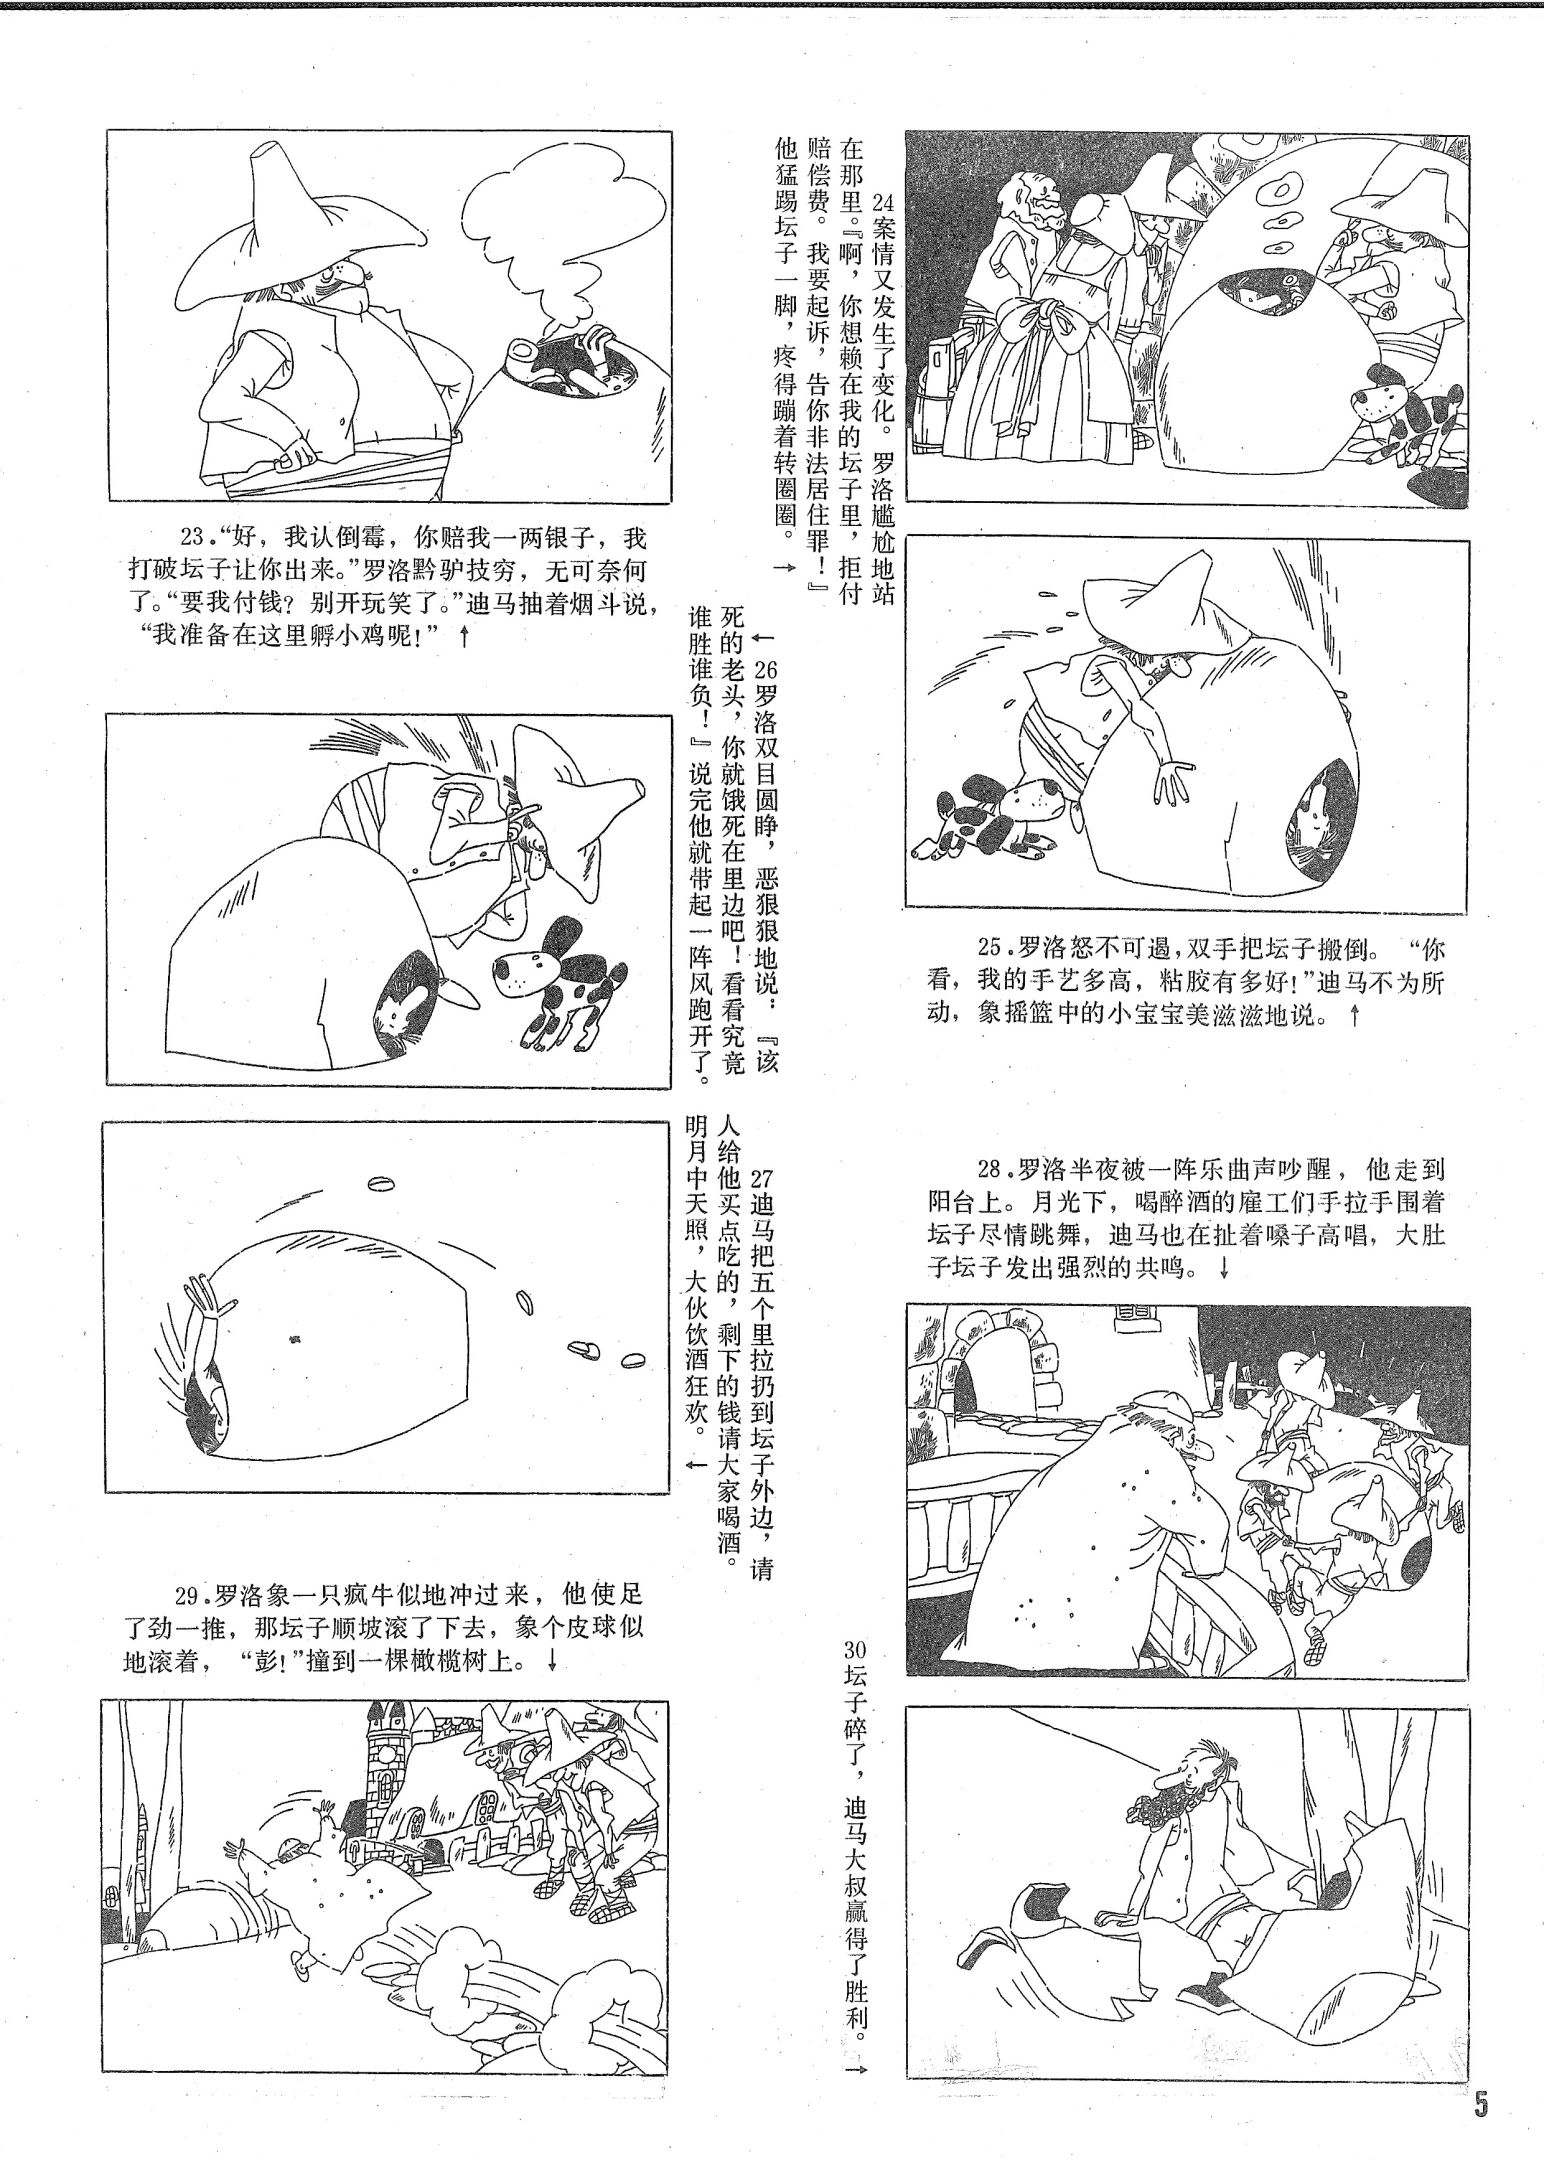 23.“好，我认倒霉，你赔我一两银子，我
打破坛子让你出来。”罗洛黔驴技穷，无可奈何
了。“要我付钱？别开玩笑了。”迪马抽着烟斗说，
“我准备在这里孵小鸡呢!” ↑
24案情又发生了变化。罗洛尴尬地站
在那里。『啊，你想赖在我的坛子里，拒付
赔偿费。我要起诉，告你非法居住罪！』
他猛踢坛子一脚，疼得蹦着转圈圈。→
25.罗洛怒不可遏，双手把坛子搬倒。“你
看，我的手艺多高，粘胶有多好!”迪马不为所
动，象摇篮中的小宝宝美滋滋地说。↑
← 26罗洛双目圆睁，恶狠狠地说：『该
死的老头，你就饿死在里边吧！看看究竟
谁胜谁负！』说完他就带起一阵风跑开了。
27迪马把五个里拉扔到坛子外边，请
人给他买点吃的，剩下的钱请大家喝酒。
明月中天照，大伙饮酒狂欢。←
28.罗洛半夜被一阵乐曲声吵醒，他走到
阳台上。月光下，喝醉酒的雇工们手拉手围着
坛子尽情跳舞，迪马也在扯着嗓子高唱，大肚
子坛子发出强烈的共鸣。↓
29.罗洛象一只疯牛似地冲过来，他使足
了劲一推，那坛子顺坡滚了下去，象个皮球似
地滚着，“彭!”撞到一棵橄榄树上。↓
30坛子碎了，迪马大叔赢得了胜利。→
5